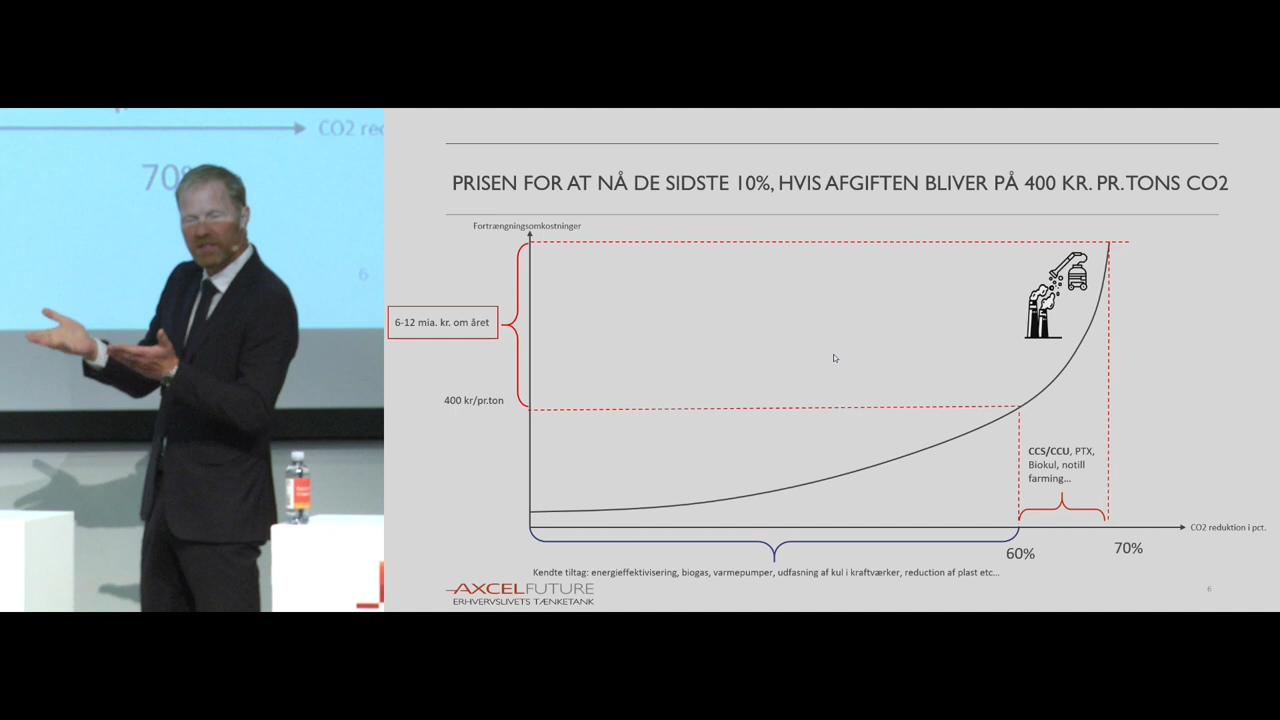 CO2 red
70%
6
PRISEN FOR AT NÅ DE SIDSTE 10%, HVIS AFGIFTEN BLIVER PÅ 400 KR. PR. TONS CO2
Fortrængningsomkostninger
6-12 mia. kr. om året
400 kr/pr.ton
CCS/CCU, PTX,
Biokul, notill
farming...
CO2 reduktion i pct.
60%
70%
Kendte tiltag: energieffektivisering, biogas, varmepumper, udfasning af kul i kraftværker, reduction af plast etc...
AXCELFUTURE
ERHVERVSLIVETS TÆNKETANK
6